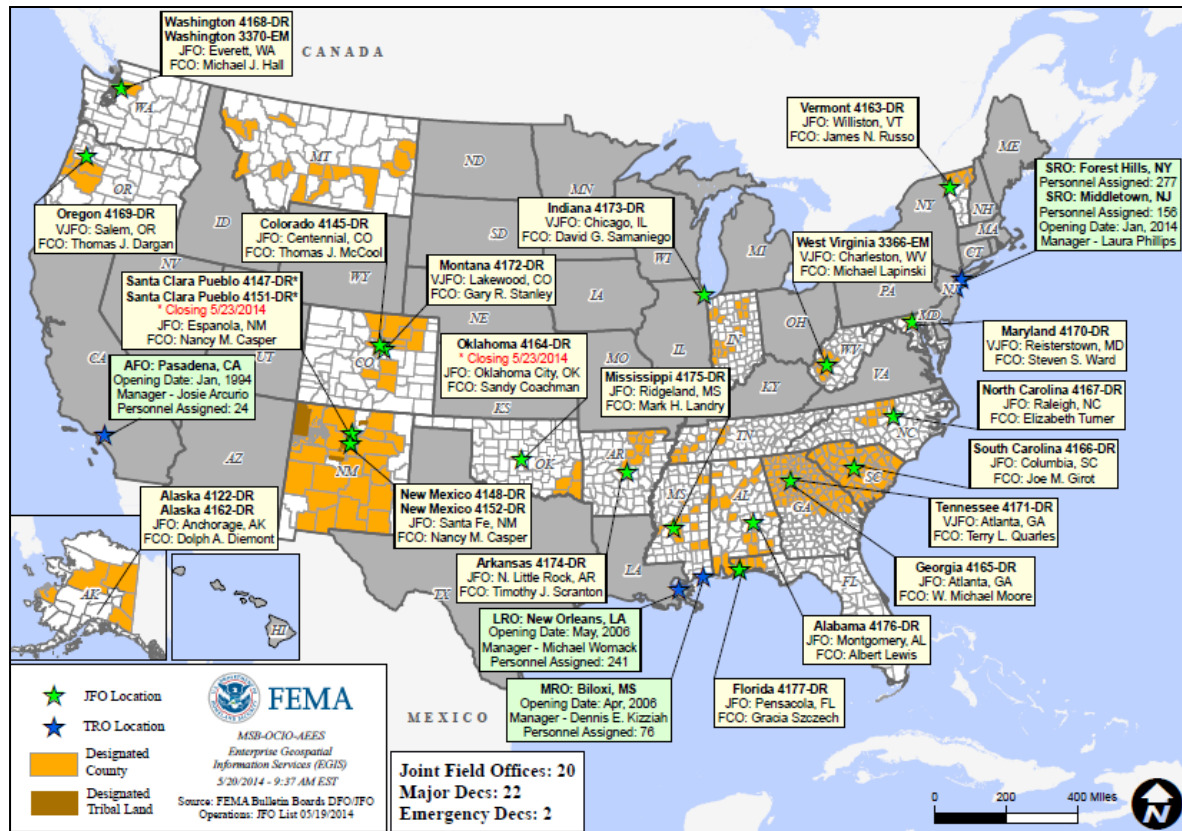 Washington 4168-DR
Washington 3370-EM
JFO: Everett, WA
FCO: Michael J. Hall
CANADA
Vermont 4163-DR
JFO: Williston, VT
FCO: James N. Russo
SRO: Forest Hills, NY
Personnel Assigned: 277
SRO: Middletown, NJ
Personnel Assigned: 156
Opening Date: Jan, 2014
Manager - Laura Phillips
Oregon 4169-DR
VJFO: Salem, OR
FCO: Thomas J. Dargan
Colorado 4145-DR
JFO: Centennial, CO
FCO: Thomas J. McCool
Indiana 4173-DR
VJFO: Chicago, IL
FCO: David G. Samaniego
West Virginia 3366-EM
VJFO: Charleston, WV
FCO: Michael Lapinski
Santa Clara Pueblo 4147-DR*
Santa Clara Pueblo 4151-DR*
* Closing 5/23/2014
JFO: Espanola, NM
FCO: Nancy M. Casper
Montana 4172-DR
VJFO: Lakewood, CO
FCO: Gary R. Stanley
Oklahoma 4164-DR
* Closing 5/23/2014
JFO: Oklahoma City, OK
FCO: Sandy Coachman
Maryland 4170-DR
VJFO: Reisterstown, MD
FCO: Steven S. Ward
AFO: Pasadena, CA
Opening Date: Jan, 1994
Manager - Josie Arcurio
Personnel Assigned: 24
Mississippi 4175-DR
JFO: Ridgeland, MS
FCO: Mark H. Landry
North Carolina 4167-DR
JFO: Raleigh, NC
FCO: Elizabeth Turner
South Carolina 4166-DR
JFO: Columbia, SC
FCO: Joe M. Girot
Alaska 4122-DR
Alaska 4162-DR
JFO: Anchorage, AK
FCO: Dolph A. Diemont
New Mexico 4148-DR
New Mexico 4152-DR
JFO: Santa Fe, NM
FCO: Nancy M. Casper
Tennessee 4171-DR
VJFO: Atlanta, GA
FCO: Terry L. Quarles
Arkansas 4174-DR
JFO: N. Little Rock, AR
FCO: Timothy J. Scranton
Georgia 4165-DR
JFO: Atlanta, GA
FCO: W. Michael Moore
LRO: New Orleans, LA
Opening Date: May, 2006
Manager - Michael Womack
Personnel Assigned: 241
Alabama 4176-DR
JFO: Montgomery, AL
FCO: Albert Lewis
MRO: Biloxi, MS
Opening Date: Apr, 2006
Manager - Dennis E. Kizziah
Personnel Assigned: 76
Florida 4177-DR
JFO: Pensacola, FL
FCO: Gracia Szczech
WA
MT
ND
MN
ME
OR
ID
SD
WI
MI
NY
NH
MA
CT
NV
WY
IA
PA
NJ
NE
OH
MD
CA
UT
CO
IL
IN
WV
VA
KS
MO
KY
AZ
NM
OK
AR
TN
NC
SC
MS
AL
GA
TX
LA
FL
AK
HI
MEXICO
JFO Location
TRO Location
Designated
County
Designated
Tribal Land
FEMA
MSB-OCIO-AEES
Enterprise Geospatial
Information Services (EGIS)
5/20/2014 - 9:37 AM EST
Source: FEMA Bulletin Boards DFO/JFO
Operations: JFO List 05/19/2014
Joint Field Offices: 20
Major Decs: 22
Emergency Decs: 2
0 200 400 Miles